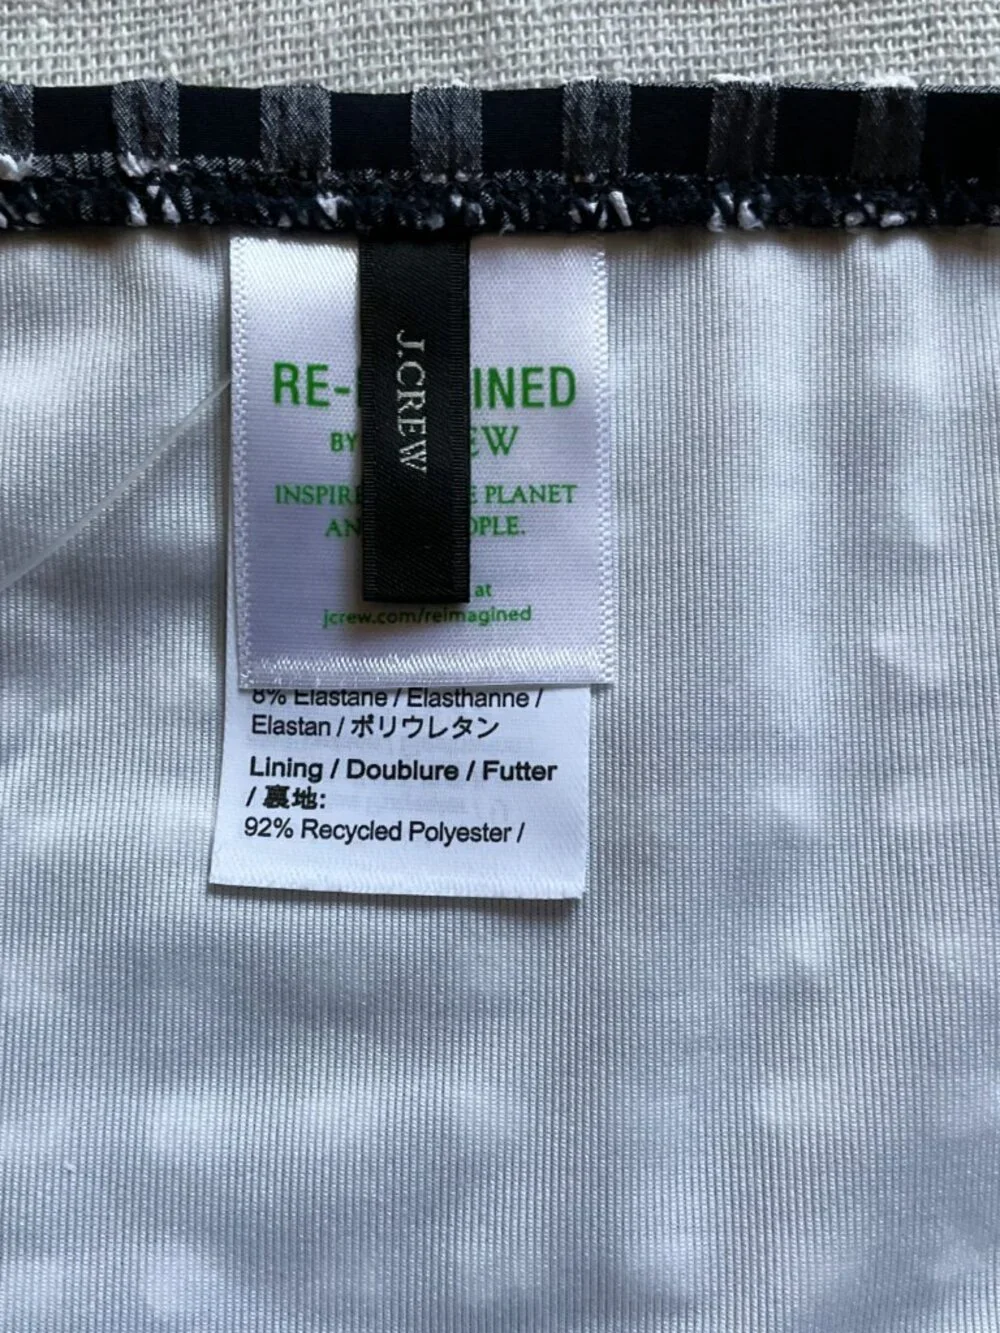 J.CREW
RE- INED
BY EW
INSPIRE E PLANET
AN OPLE.
at
jcrew.com/reimagined
8% Elastane / Elasthanne /
Elastan / ポリウレタン
Lining / Doublure / Futter
/ 裏地:
92% Recycled Polyester /